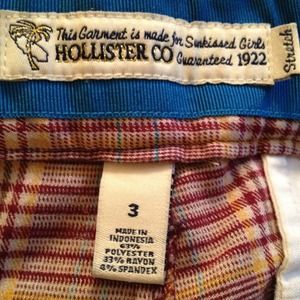 This Garment is made for Sunkissed Girls
HOLLISTER CO Guaranteed 1922
Stretch
3
MADE IN
INDONESIA
63%
POLYESTER
33% RAYON
4% SPANDEX